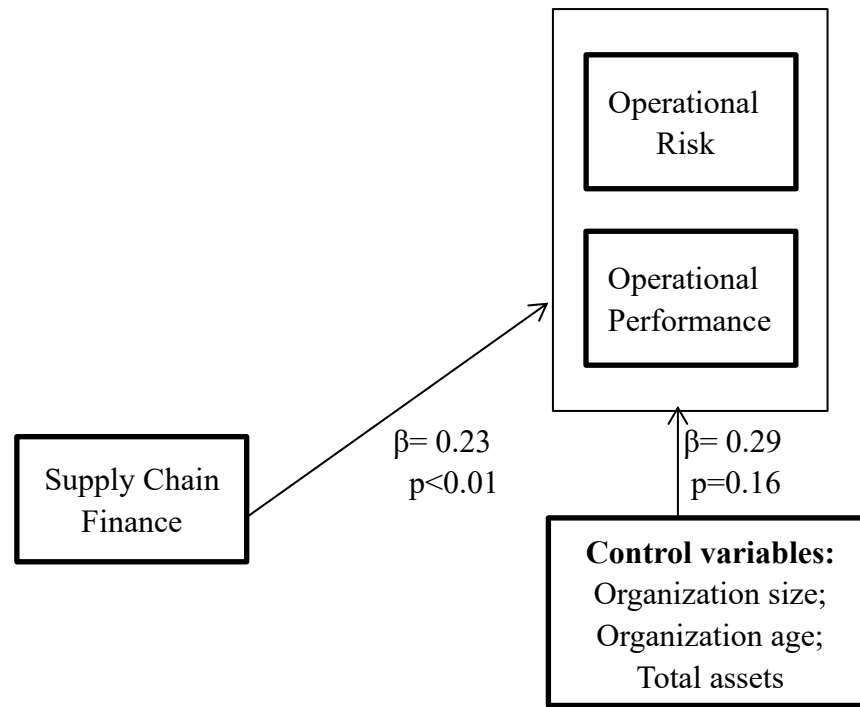 Operational
Risk
Operational
Performance
β= 0.23
p<0.01
β= 0.29
p=0.16
Supply Chain
Finance
Control variables:
Organization size;
Organization age;
Total assets